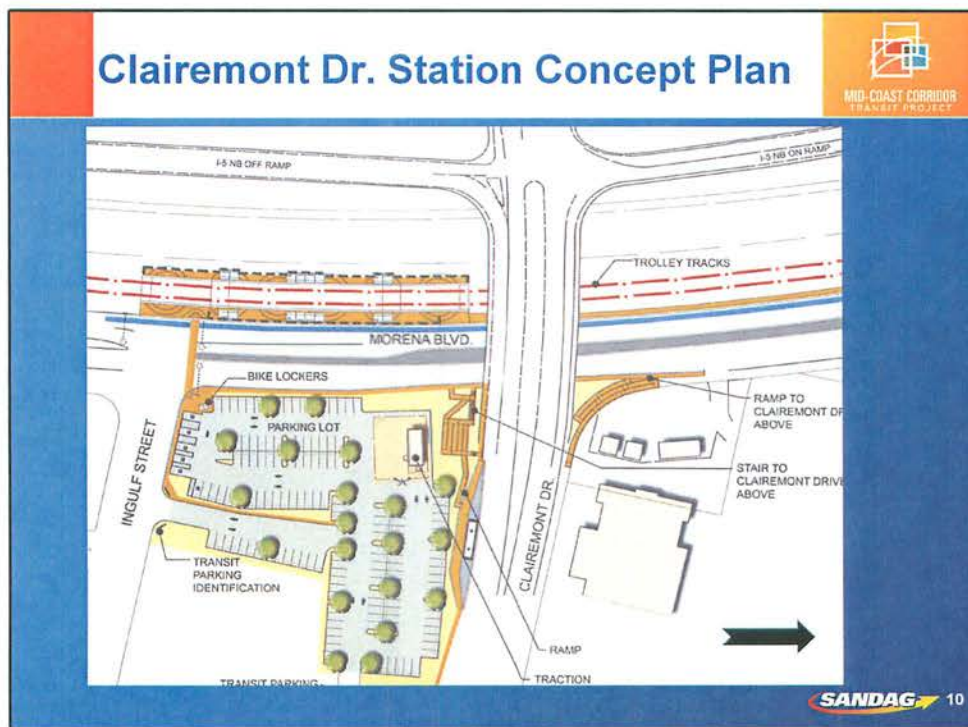 Clairemont Dr. Station Concept Plan
MID-COAST CORRIDOR
TRANSIT PROJECT
I-5 NB OFF RAMP
I-5 NB ON RAMP
TROLLEY TRACKS
MORENA BLVD.
BIKE LOCKERS
PARKING LOT
RAMP TO
CLAIREMONT DR
ABOVE
STAIR TO
CLAIREMONT DRIVE
ABOVE
INGULF STREET
CLAIREMONT DR.
TRANSIT
PARKING
IDENTIFICATION
RAMP
TRANSIT PARKING
TRACTION
SANDAG
10